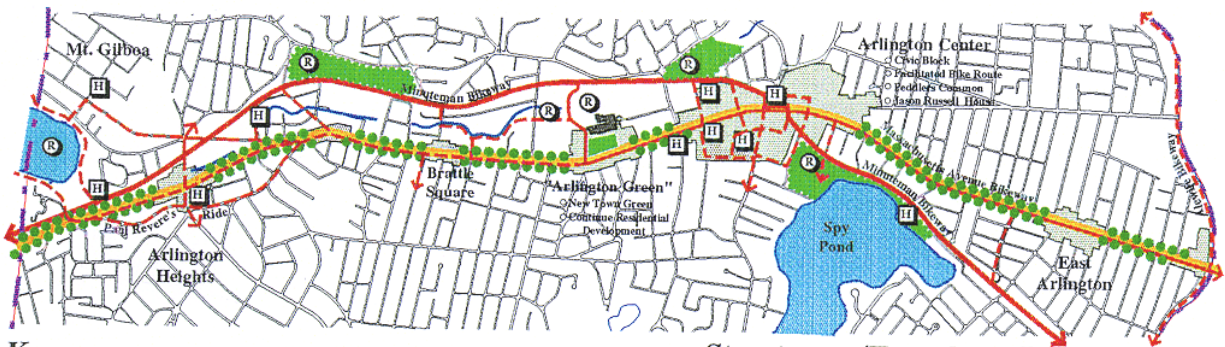 Mt. Gilboa
H
R
R
H
H
H
Minuteman Bikeway
Paul Revere's Ride
Arlington
Heights
Brattle
Square
R
R
"Arlington Green"
New Town Green
Continue Residential
Development
R
H
H
H
H
H
Arlington Center
Civic Block
Facilitated Bike Route
Peddlers Common
Jason Russell House
R
H
Minuteman Bikeway
Massachusetts Avenue Bikeway
Spy
Pond
East
Arlington
Alewife Bikeway